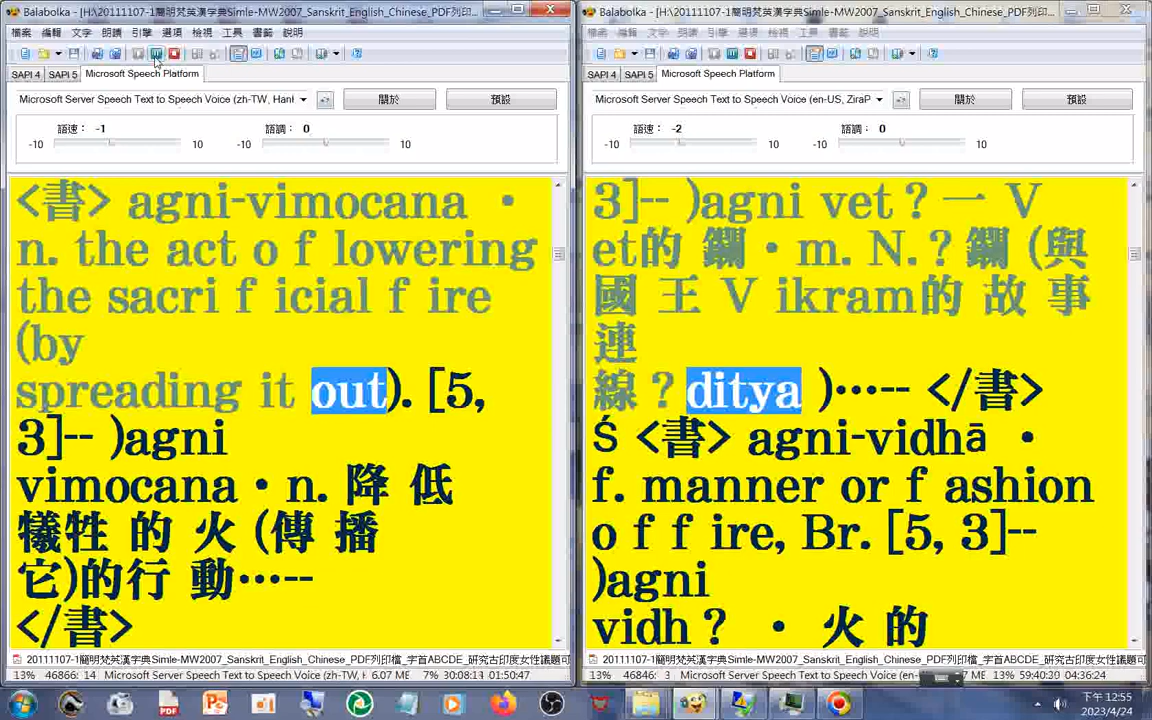 Balabolka - [H:\20111107-1簡明梵英漢字典Simle-MW2007_Sanskrit_English_Chinese_PDF列印...
檔案 編輯 文字 朗讀 引擎 選項 檢視 工具 書籤 說明
SAPI 4 SAPI 5 Microsoft Speech Platform
Microsoft Server Speech Text to Speech Voice (zh-TW, Hanl 關於 預設
語速： -1 語調： 0
-10 10 -10 10
<書> agni-vimocana ・
n. the act o f lowering
the sacri f icial f ire
(by
spreading it out). [5,
3]-- )agni
vimocana・n. 降 低
犧牲 的 火 (傳 播
它)的行 動…--
</書>
20111107-1簡明梵英漢字典Simle-MW2007_Sanskrit_English_Chinese_PDF列印檔_字首ABCDE_研究古印度女性議題可
13% 46866: 14 Microsoft Server Speech Text to Speech Voice (zh-TW, H 6.07 ME 7% 30:08:11 01:50:47
Balabolka - [H:\20111107-1簡明梵英漢字典Simle-MW2007_Sanskrit_English_Chinese_PDF列印...
檔案 編輯 文字 朗讀 引擎 選項 檢視 工具 書籤 說明
SAPI 4 SAPI 5 Microsoft Speech Platform
Microsoft Server Speech Text to Speech Voice (en-US, ZiraP 關於 預設
語速： -2 語調： 0
-10 10 -10 10
3]-- )agni vet？一 V
et的 鑭・m. N.？鑭 (與
國 王 V ikram的 故 事
連
線？ditya )…-- </書>
Ś <書> agni-vidhā ・
f. manner or f ashion
o f f ire, Br. [5, 3]--
)agni
vidh？ ・ 火 的
20111107-1簡明梵英漢字典Simle-MW2007_Sanskrit_English_Chinese_PDF列印檔_字首ABCDE_研究古印度女性議題可
13% 46846: 3 Microsoft Server Speech Text to Speech Voice (en-US, 13% 59:40:20 04:36:24
下午 12:55
2023/4/24